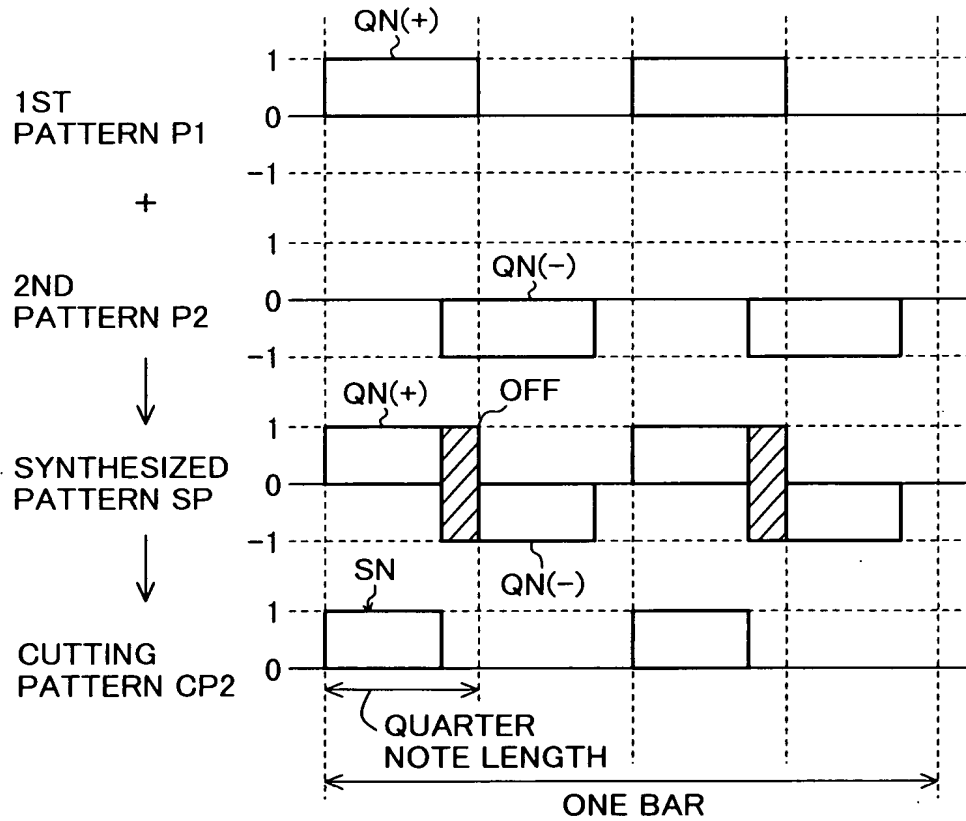 QN(+)
1
1ST
PATTERN P1
0
−1
+
1
QN(−)
2ND
PATTERN P2
0
−1
QN(+)
OFF
1
SYNTHESIZED
PATTERN SP
0
−1
SN
QN(−)
1
CUTTING
PATTERN CP2
0
QUARTER
NOTE LENGTH
ONE BAR